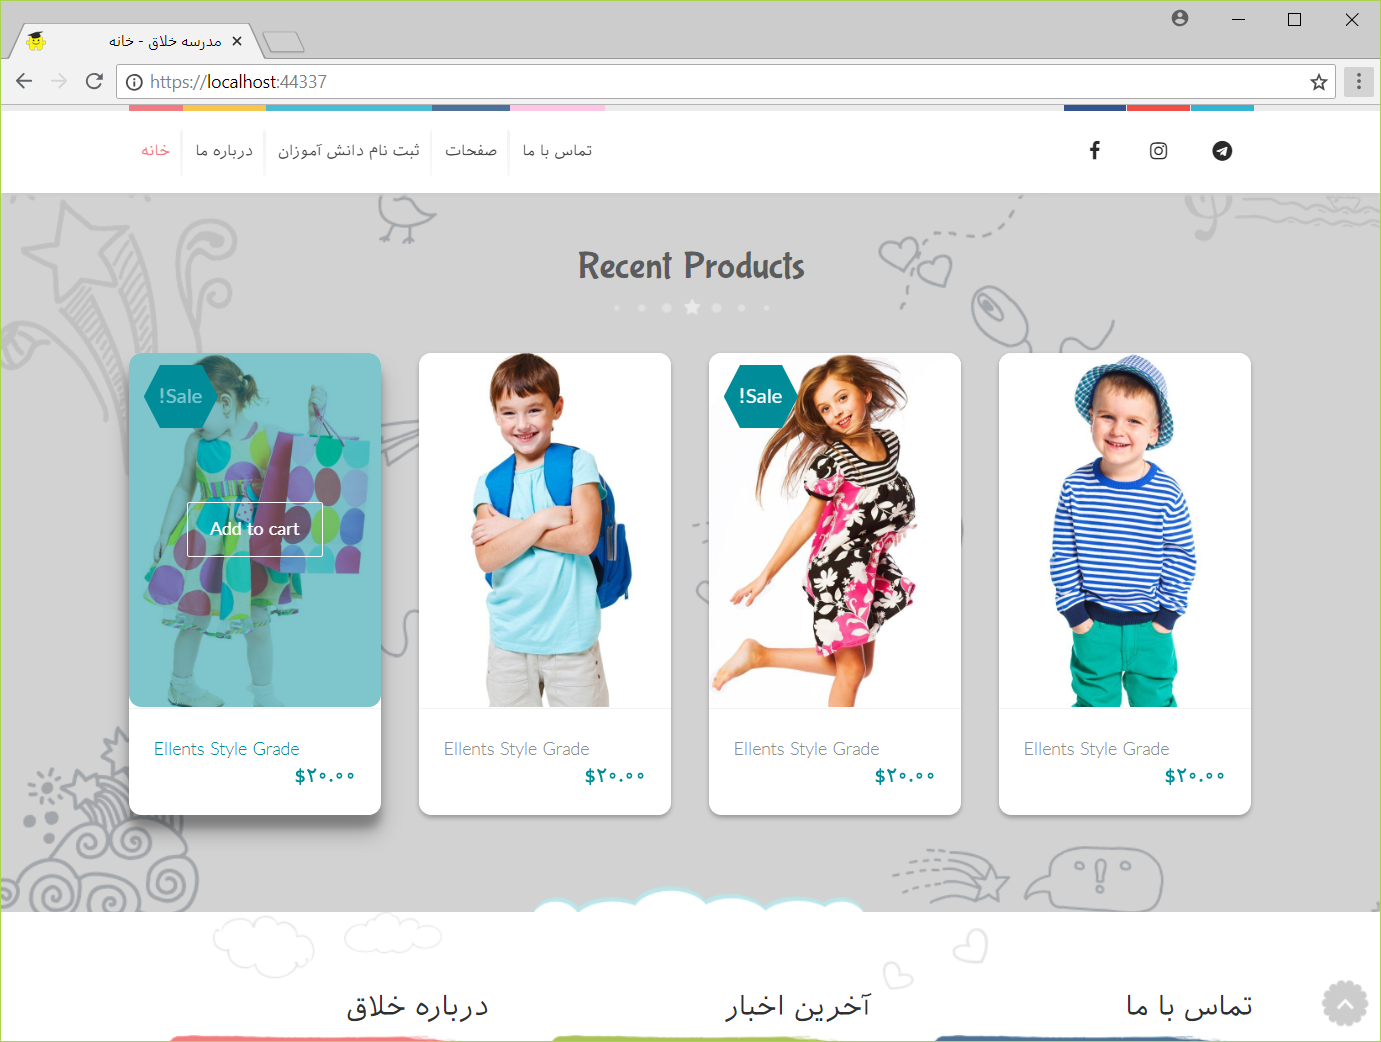 مدرسه خلاق - خانه
https://localhost:44337
خانه
درباره ما
ثبت نام دانش آموزان
صفحات
تماس با ما
Recent Products
!Sale
!Sale
Add to cart
Ellents Style Grade
$۲۰.۰۰
Ellents Style Grade
$۲۰.۰۰
Ellents Style Grade
$۲۰.۰۰
Ellents Style Grade
$۲۰.۰۰
تماس با ما
آخرین اخبار
درباره خلاق